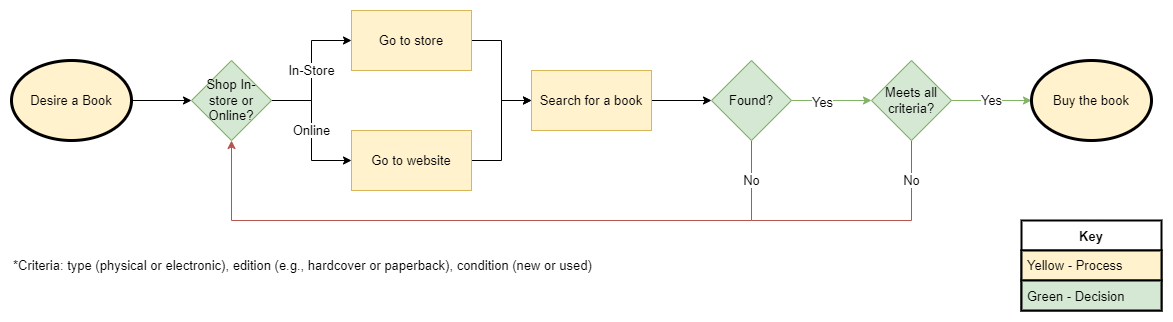 Desire a Book
Shop In-
store or
Online?
In-Store
Online
Go to store
Go to website
Search for a book
Found?
Yes
No
Meets all
criteria?
Yes
No
Buy the book
*Criteria: type (physical or electronic), edition (e.g., hardcover or paperback), condition (new or used)
Key
Yellow - Process
Green - Decision